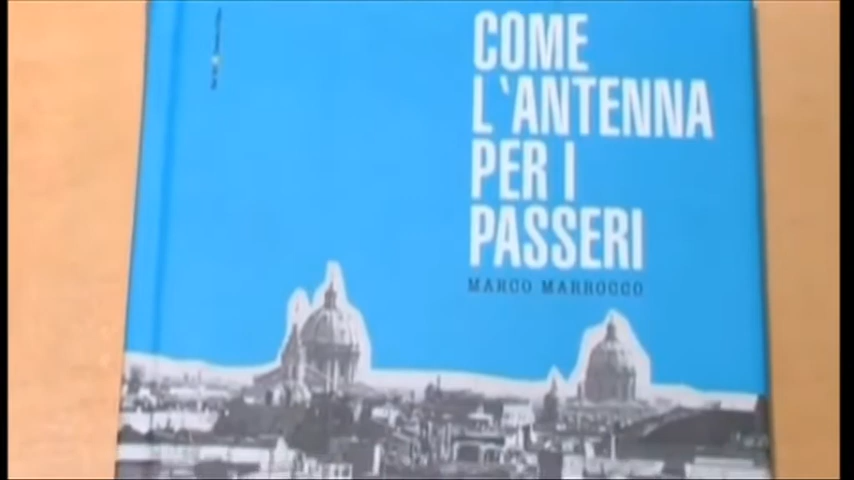 COME
L'ANTENNA
PER I
PASSERI
MARCO MARROCCO